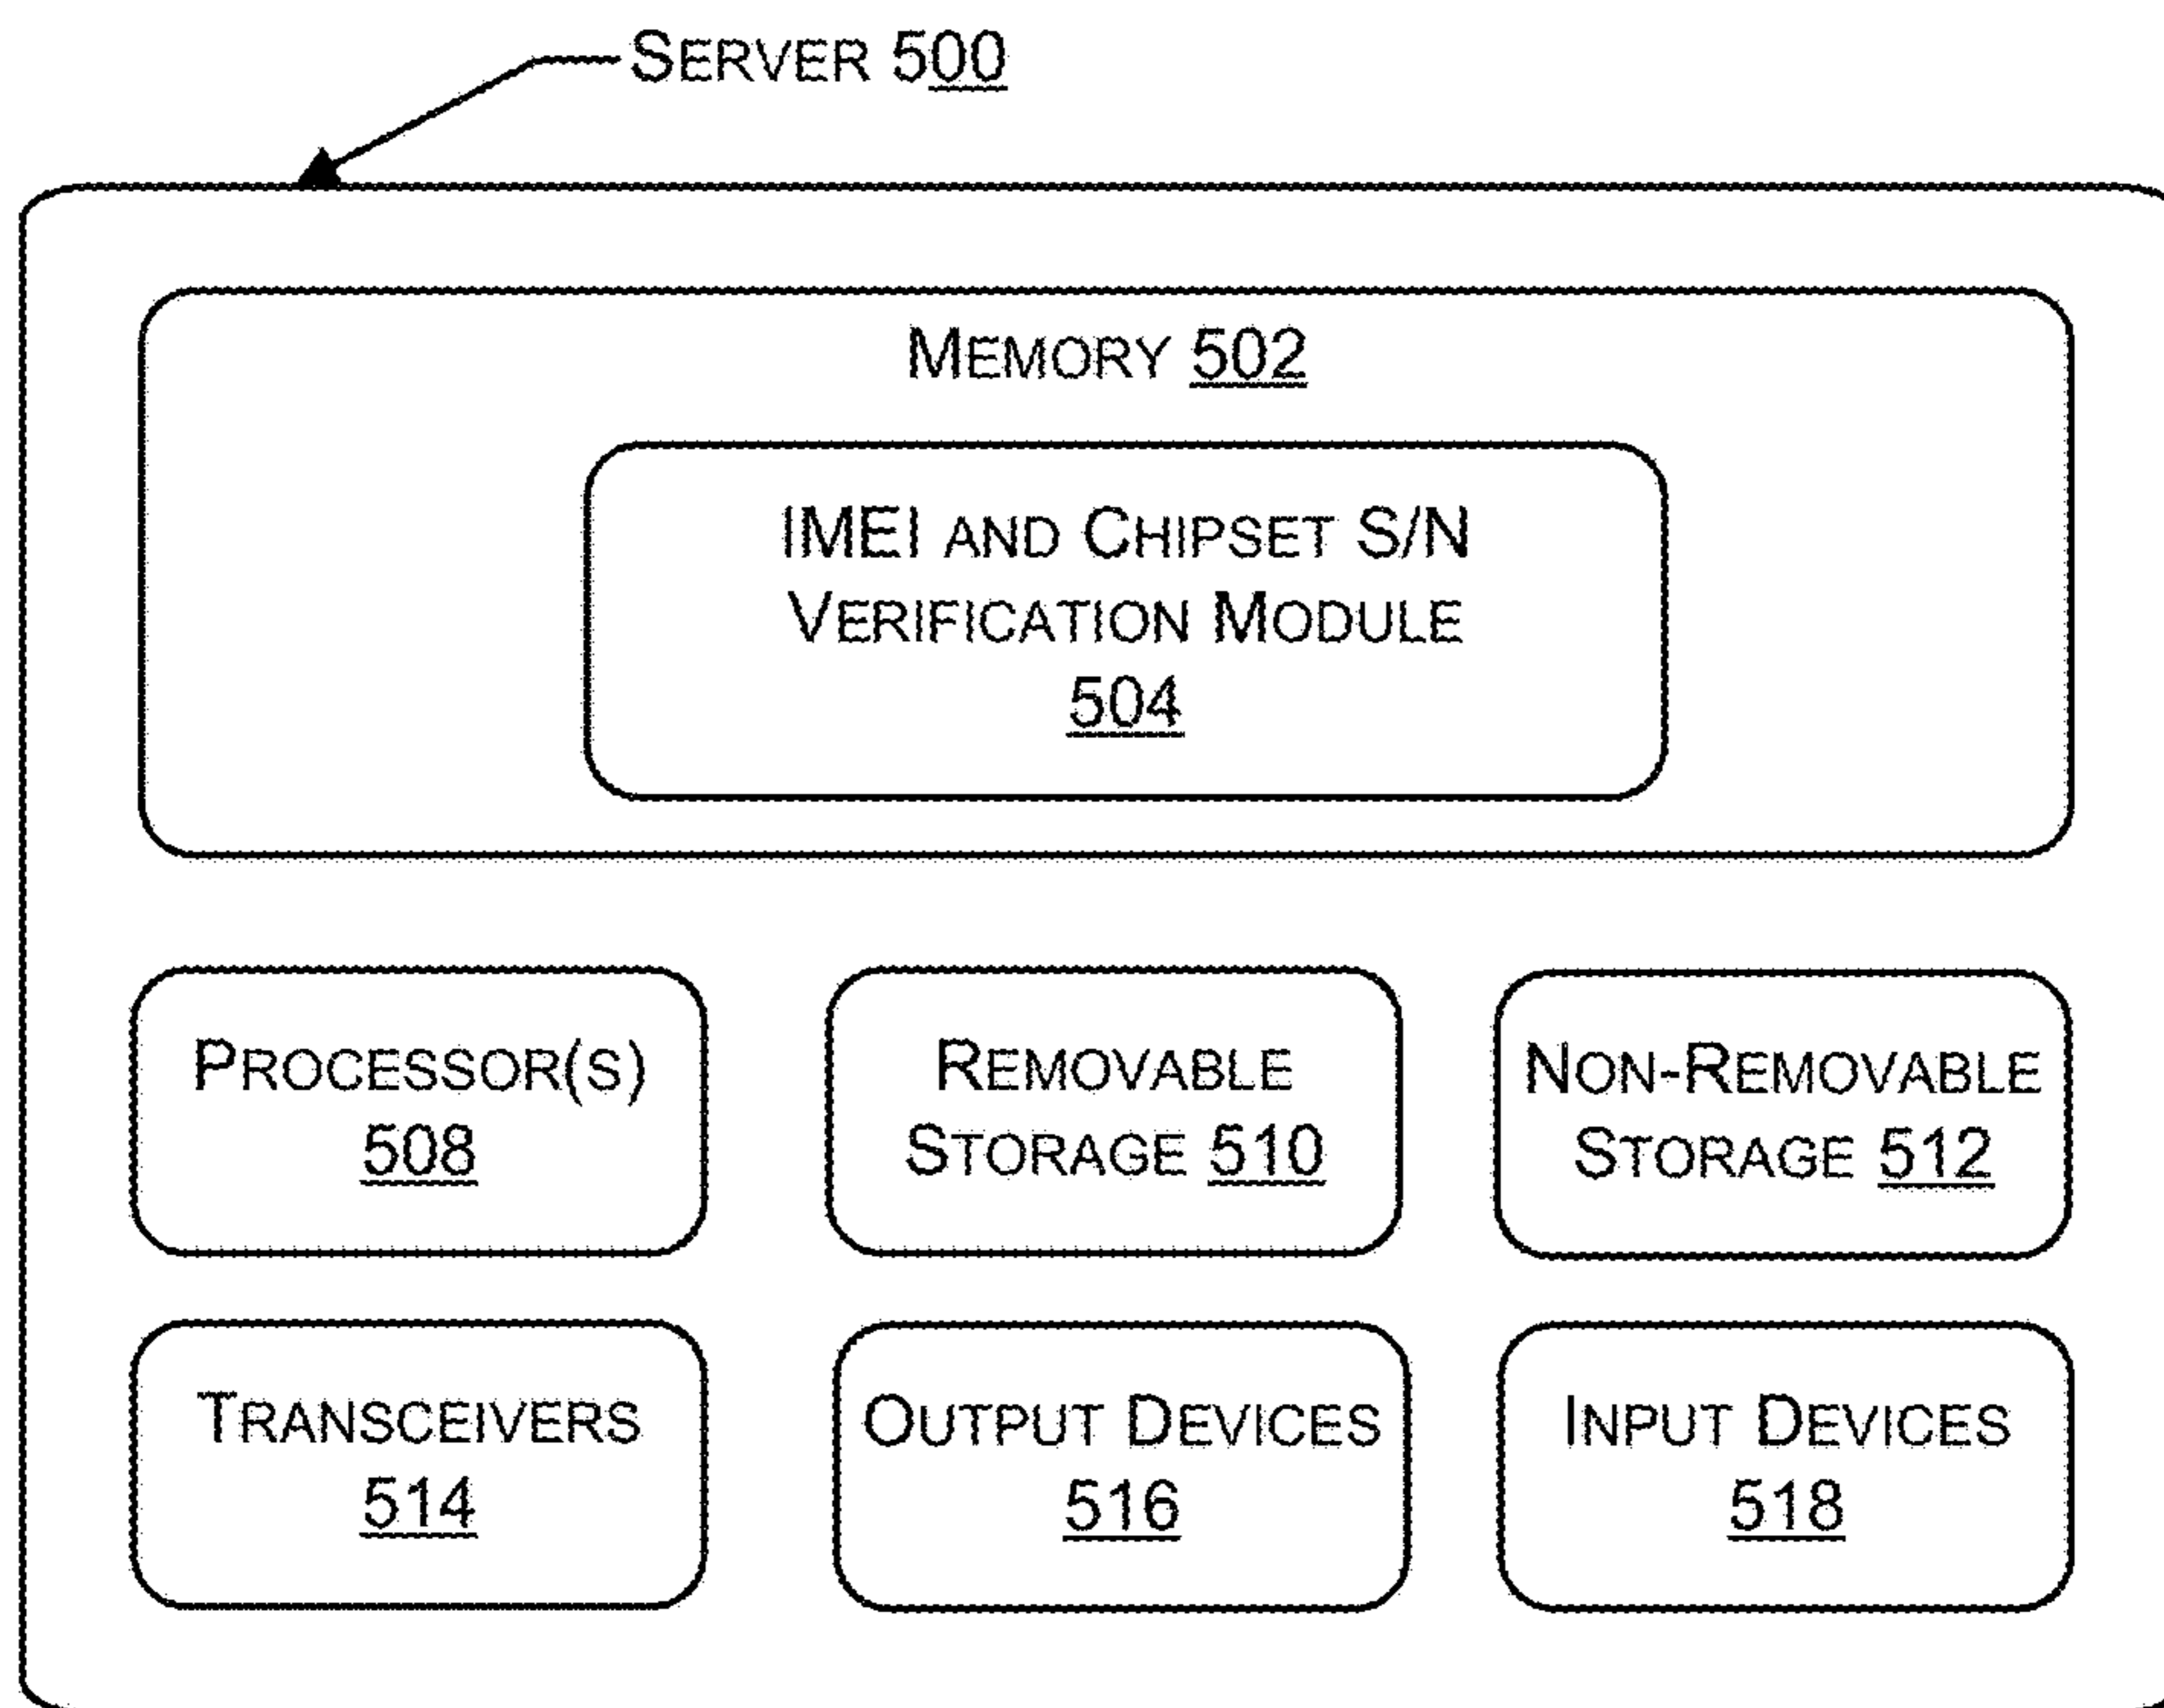 SERVER 500
MEMORY 502
IMEI AND CHIPSET S/N
VERIFICATION MODULE
504
PROCESSOR(S)
508
REMOVABLE
STORAGE 510
NON-REMOVABLE
STORAGE 512
TRANSCEIVERS
514
OUTPUT DEVICES
516
INPUT DEVICES
518